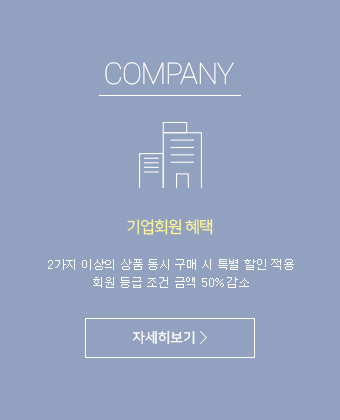 COMPANY
기업회원 혜택
2가지 이상의 상품 동시 구매 시 특별 할인 적용
회원 등급 조건 금액 50%감소
자세히보기 >